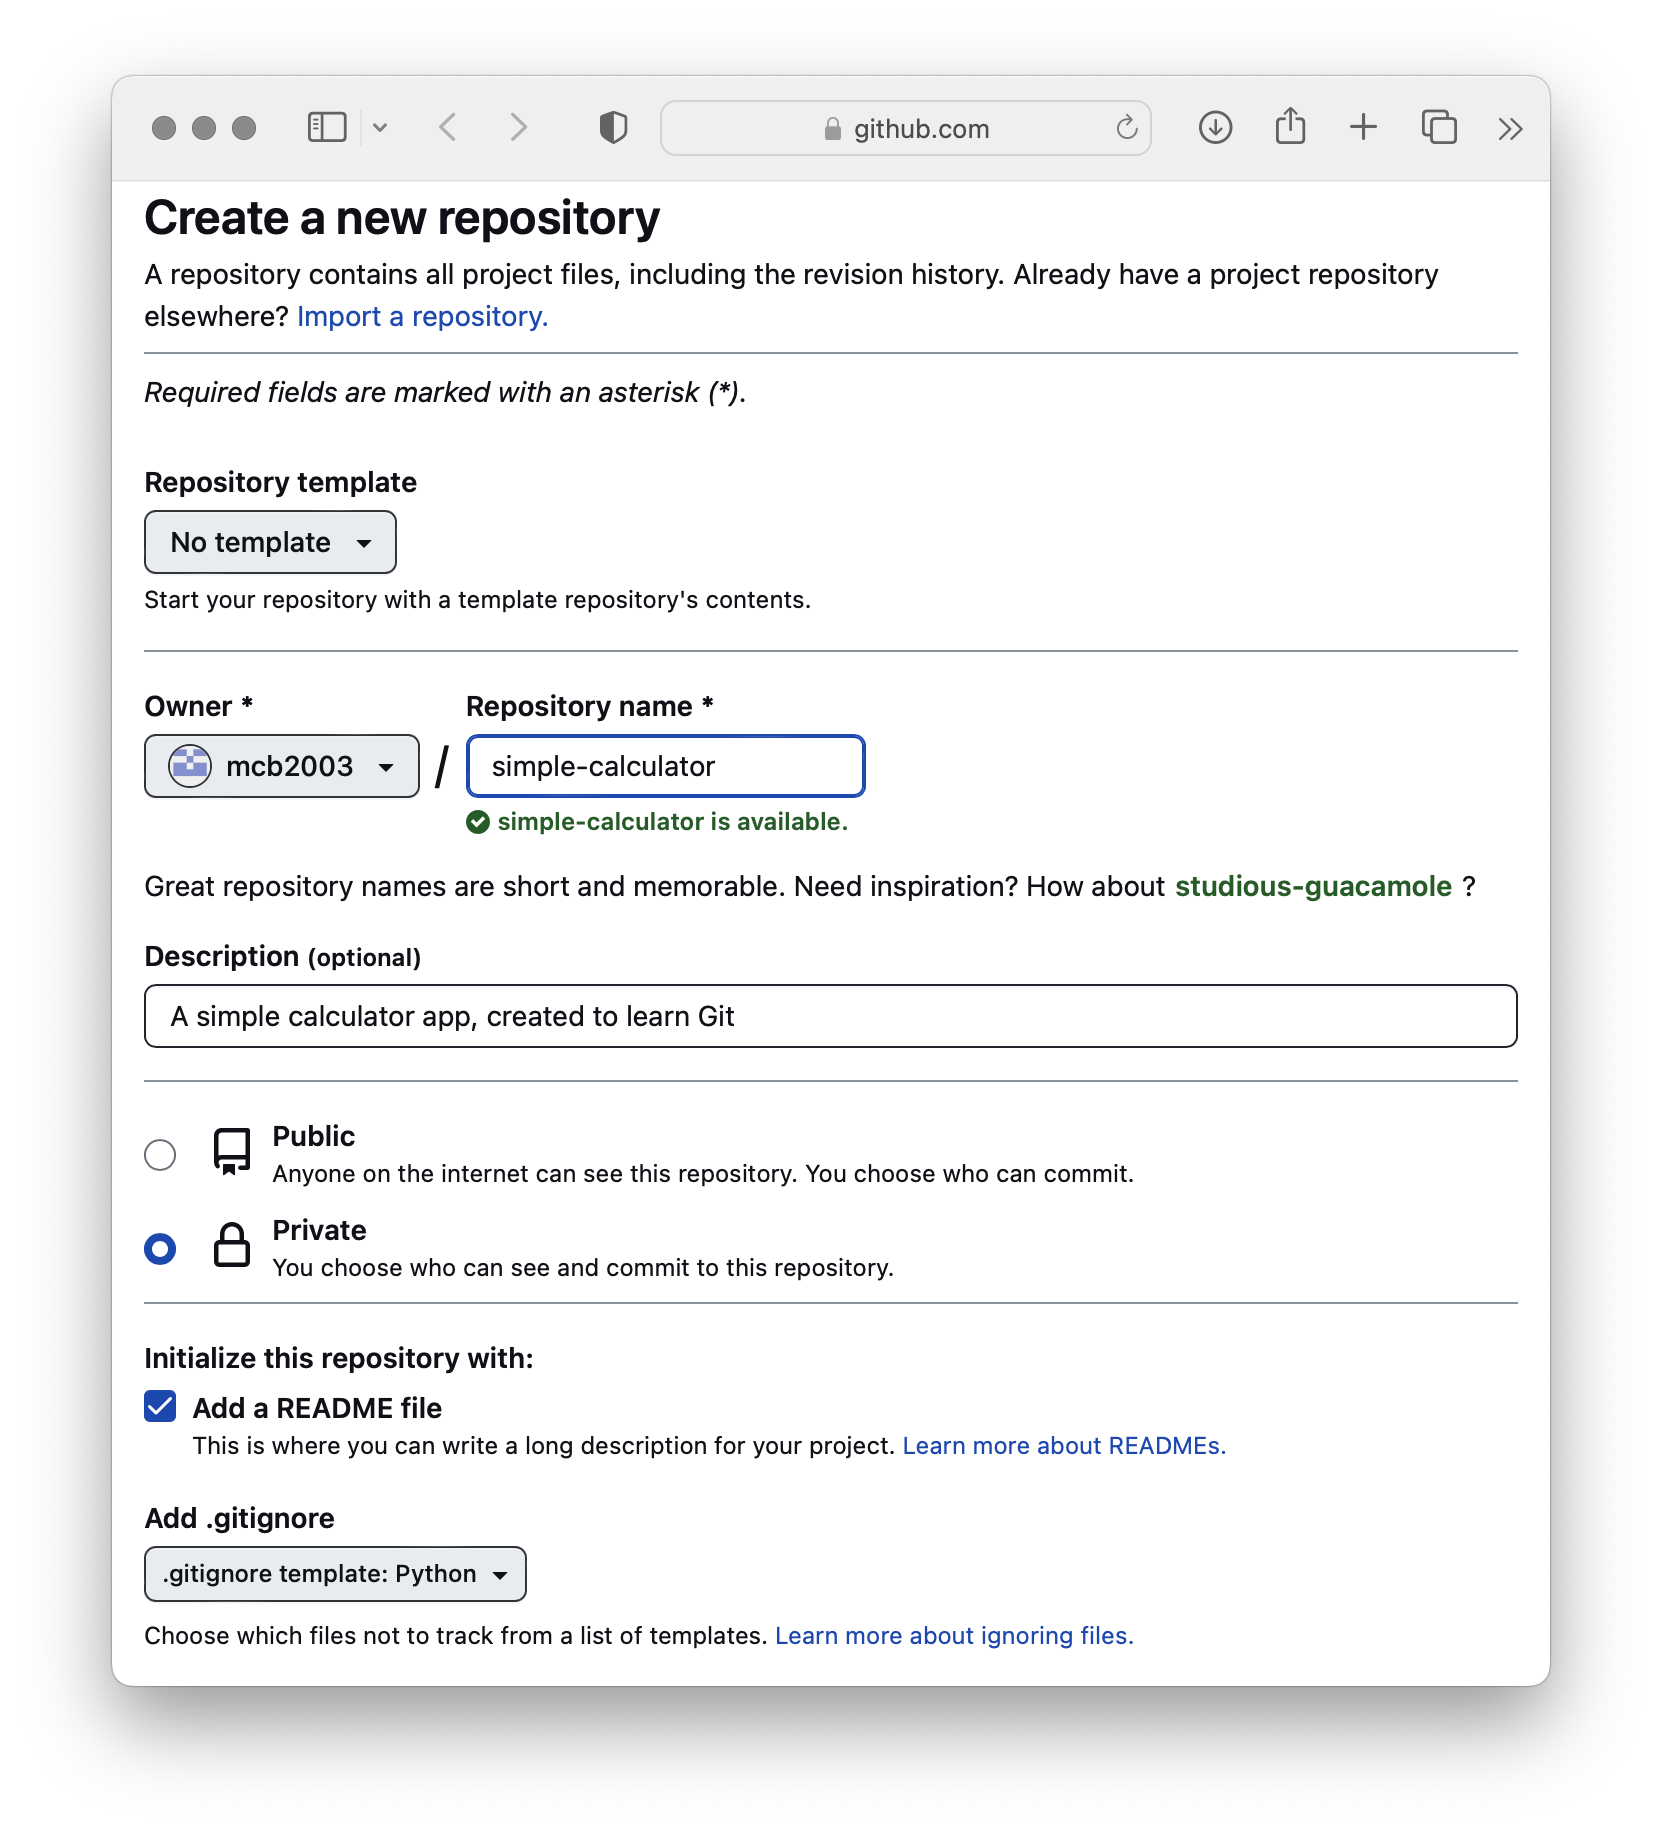 github.com
Create a new repository
A repository contains all project files, including the revision history. Already have a project repository
elsewhere? Import a repository.
Required fields are marked with an asterisk (*).
Repository template
No template
Start your repository with a template repository's contents.
Owner * Repository name *
mcb2003 / simple-calculator
simple-calculator is available.
Great repository names are short and memorable. Need inspiration? How about studious-guacamole ?
Description (optional)
A simple calculator app, created to learn Git
Public
Anyone on the internet can see this repository. You choose who can commit.
Private
You choose who can see and commit to this repository.
Initialize this repository with:
Add a README file
This is where you can write a long description for your project. Learn more about READMEs.
Add .gitignore
.gitignore template: Python
Choose which files not to track from a list of templates. Learn more about ignoring files.